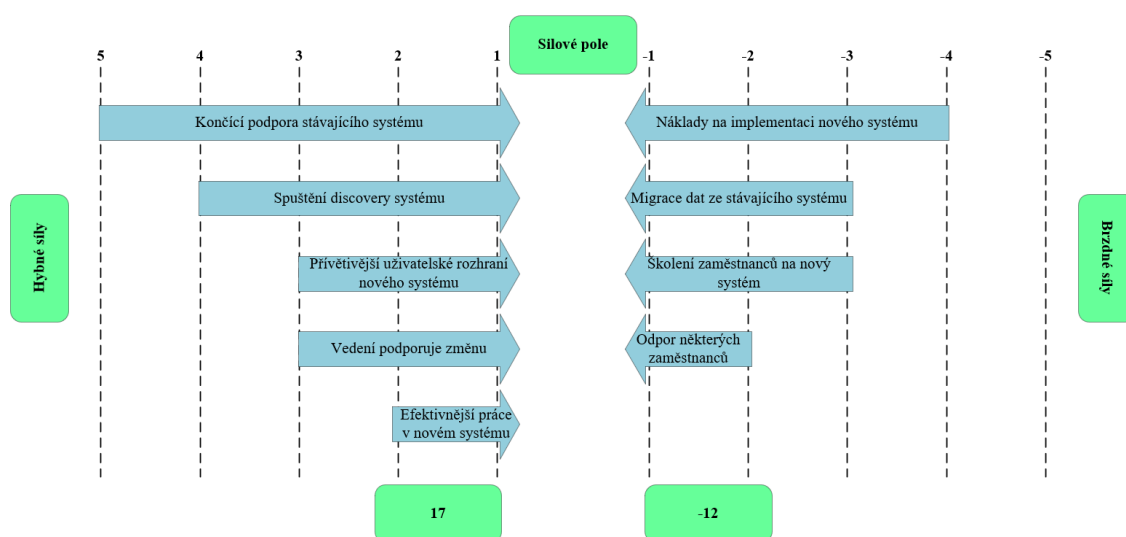 Silové pole
5 4 3 2 1 -1 -2 -3 -4 -5
Končící podpora stávajícího systému
Náklady na implementaci nového systému
Spuštění discovery systému
Migrace dat ze stávajícího systému
Hybné síly
Brzdné síly
Přívětivější uživatelské rozhraní
nového systému
Školení zaměstnanců na nový
systém
Vedení podporuje změnu
Odpor některých
zaměstnanců
Efektivnější práce
v novém systému
17
-12